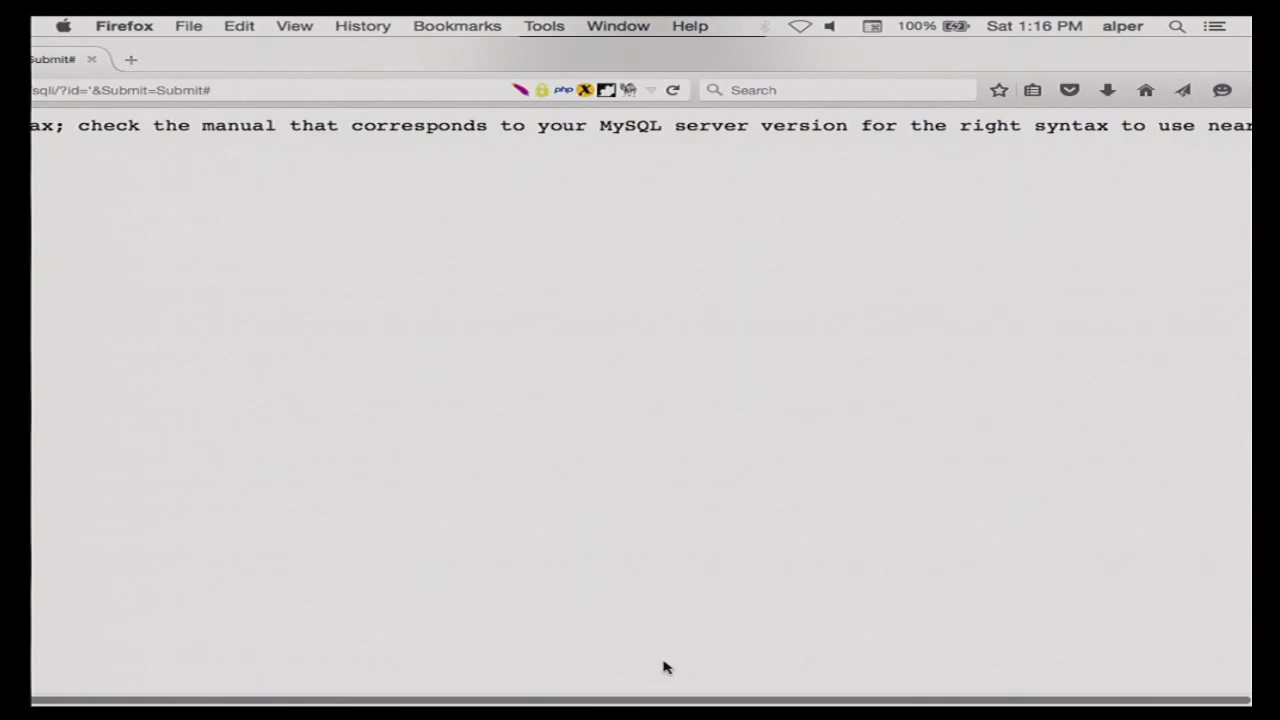 Firefox File Edit View History Bookmarks Tools Window Help 100% Sat 1:16 PM alper
Submit#
sqli/?id='&Submit=Submit# php Search
ax; check the manual that corresponds to your MySQL server version for the right syntax to use near